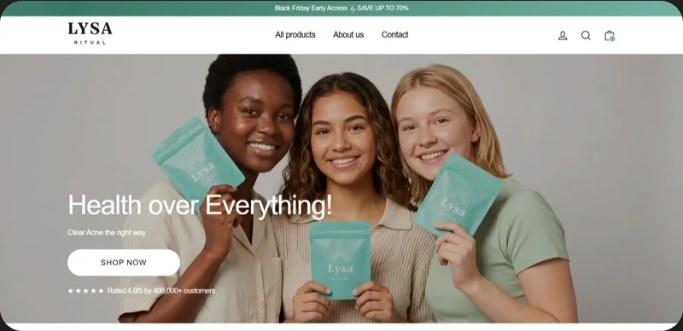 Black Friday Early Access 🎉 SAVE UP TO 70%
LYSA
RITUAL
All products
About us
Contact
Lysa
Lysa
Lysa
RITUAL
Health over Everything!
Clear Acne the right way
SHOP NOW
★★★★★ Rated 4.9/5 by 400,000+ customers.